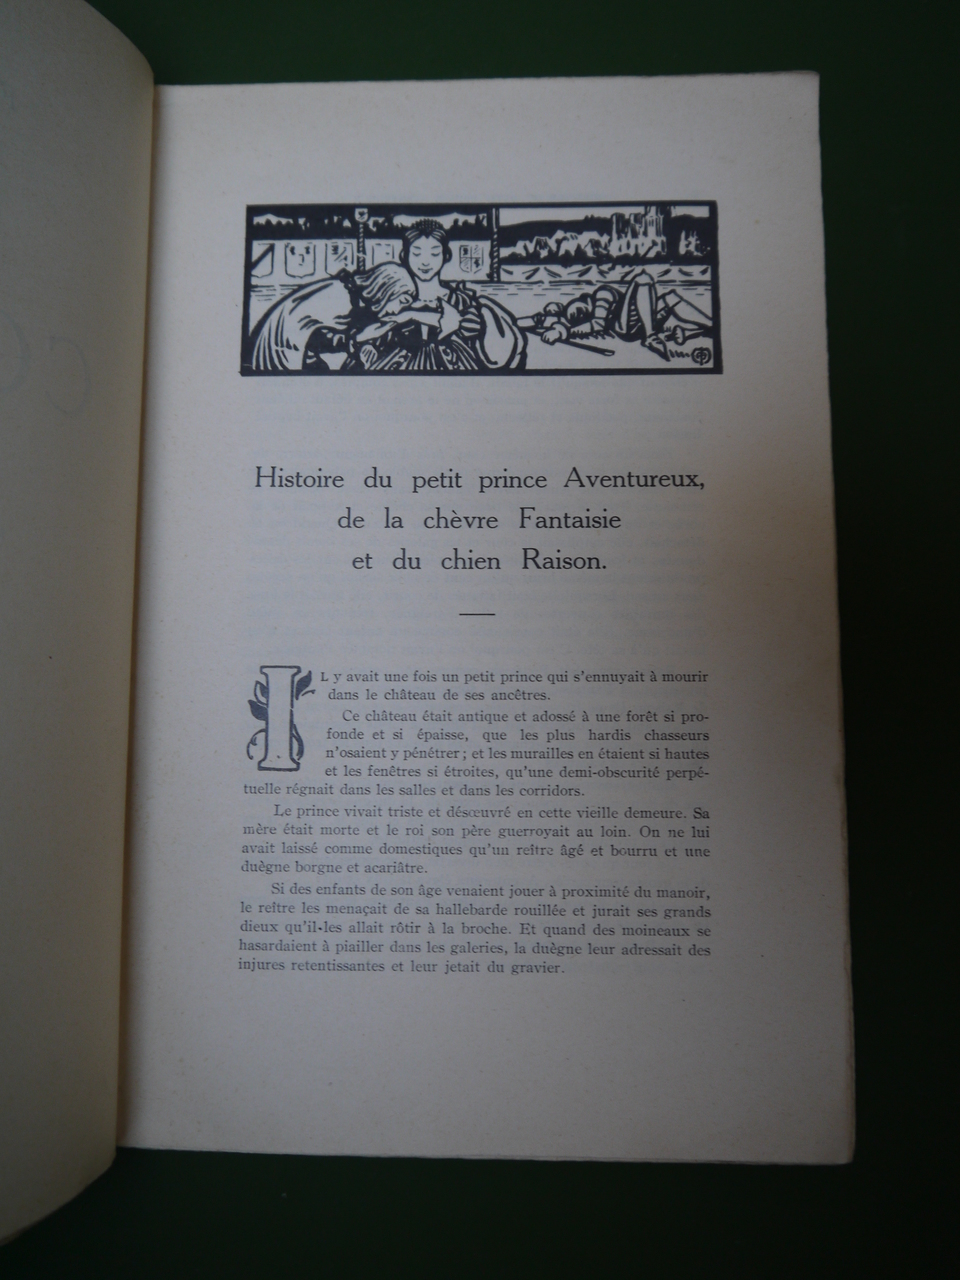 Histoire du petit prince Aventureux,
de la chèvre Fantaisie
et du chien Raison.
IL y avait une fois un petit prince qui s'ennuyait à mourir
dans le château de ses ancêtres.
Ce château était antique et adossé à une forêt si pro-
fonde et si épaisse, que les plus hardis chasseurs
n'osaient y pénétrer ; et les murailles en étaient si hautes
et les fenêtres si étroites, qu'une demi-obscurité perpé-
tuelle régnait dans les salles et dans les corridors.
Le prince vivait triste et désœuvré en cette vieille demeure. Sa
mère était morte et le roi son père guerroyait au loin. On ne lui
avait laissé comme domestiques qu'un reître âgé et bourru et une
duègne borgne et acariâtre.
Si des enfants de son âge venaient jouer à proximité du manoir,
le reître les menaçait de sa hallebarde rouillée et jurait ses grands
dieux qu'il les allait rôtir à la broche. Et quand des moineaux se
hasardaient à piailler dans les galeries, la duègne leur adressait des
injures retentissantes et leur jetait du gravier.